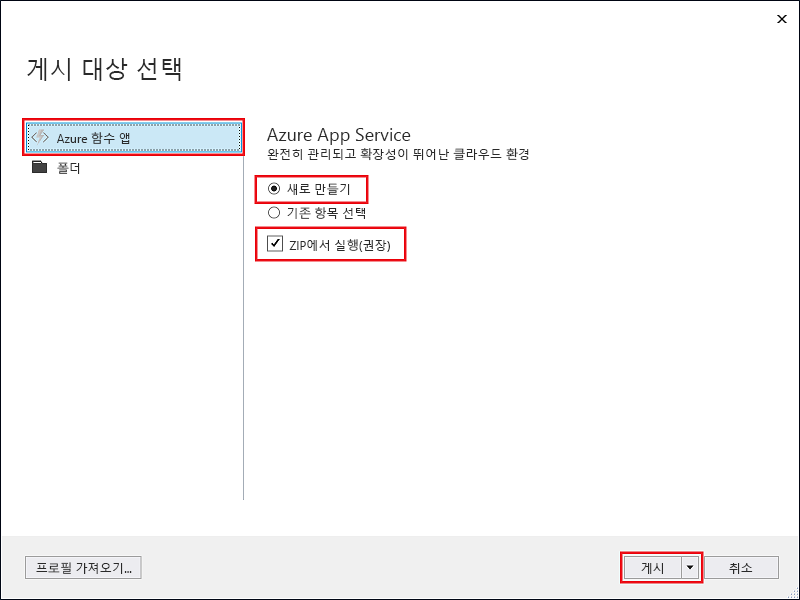 게시 대상 선택
Azure 함수 앱
폴더
Azure App Service
완전히 관리되고 확장성이 뛰어난 클라우드 환경
새로 만들기
기존 항목 선택
ZIP에서 실행(권장)
프로필 가져오기...
게시
취소